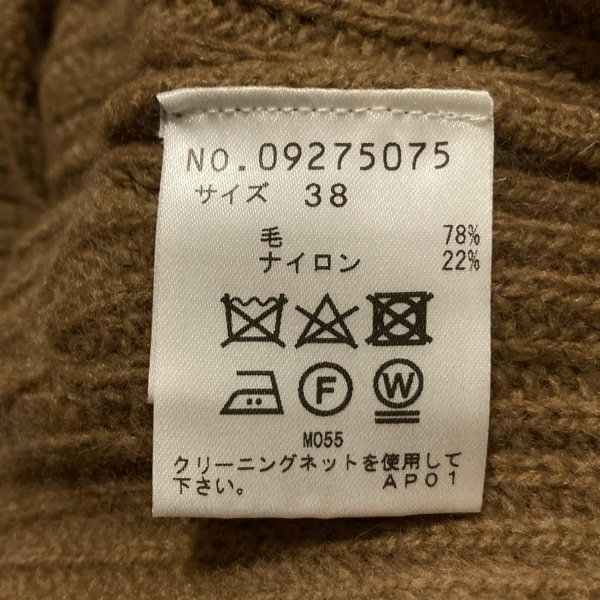 NO.09275075
サイズ 38
毛 78%
ナイロン 22%
F W
M055
クリーニングネットを使用して
下さい。 AP01